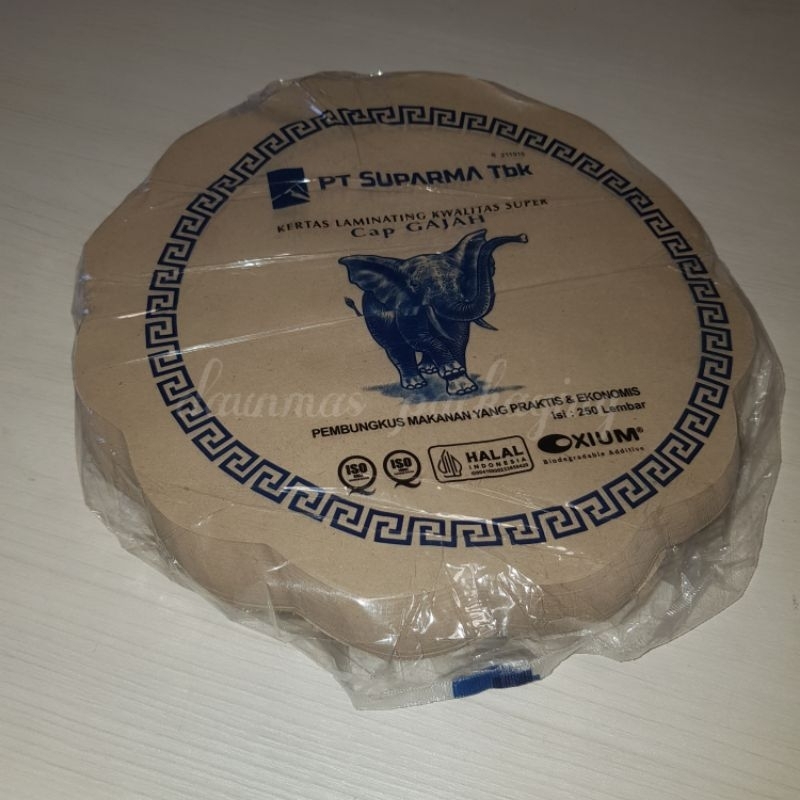 PT SUPARMA Tbk
KERTAS LAMINATING KWALITAS SUPER
Cap GAJAH
PEMBUNGKUS MAKANAN YANG PRAKTIS & EKONOMIS
Isi : 250 Lembar
ISO
ISO
HALAL
INDONESIA
OXIUM®
Biodegradable Additive